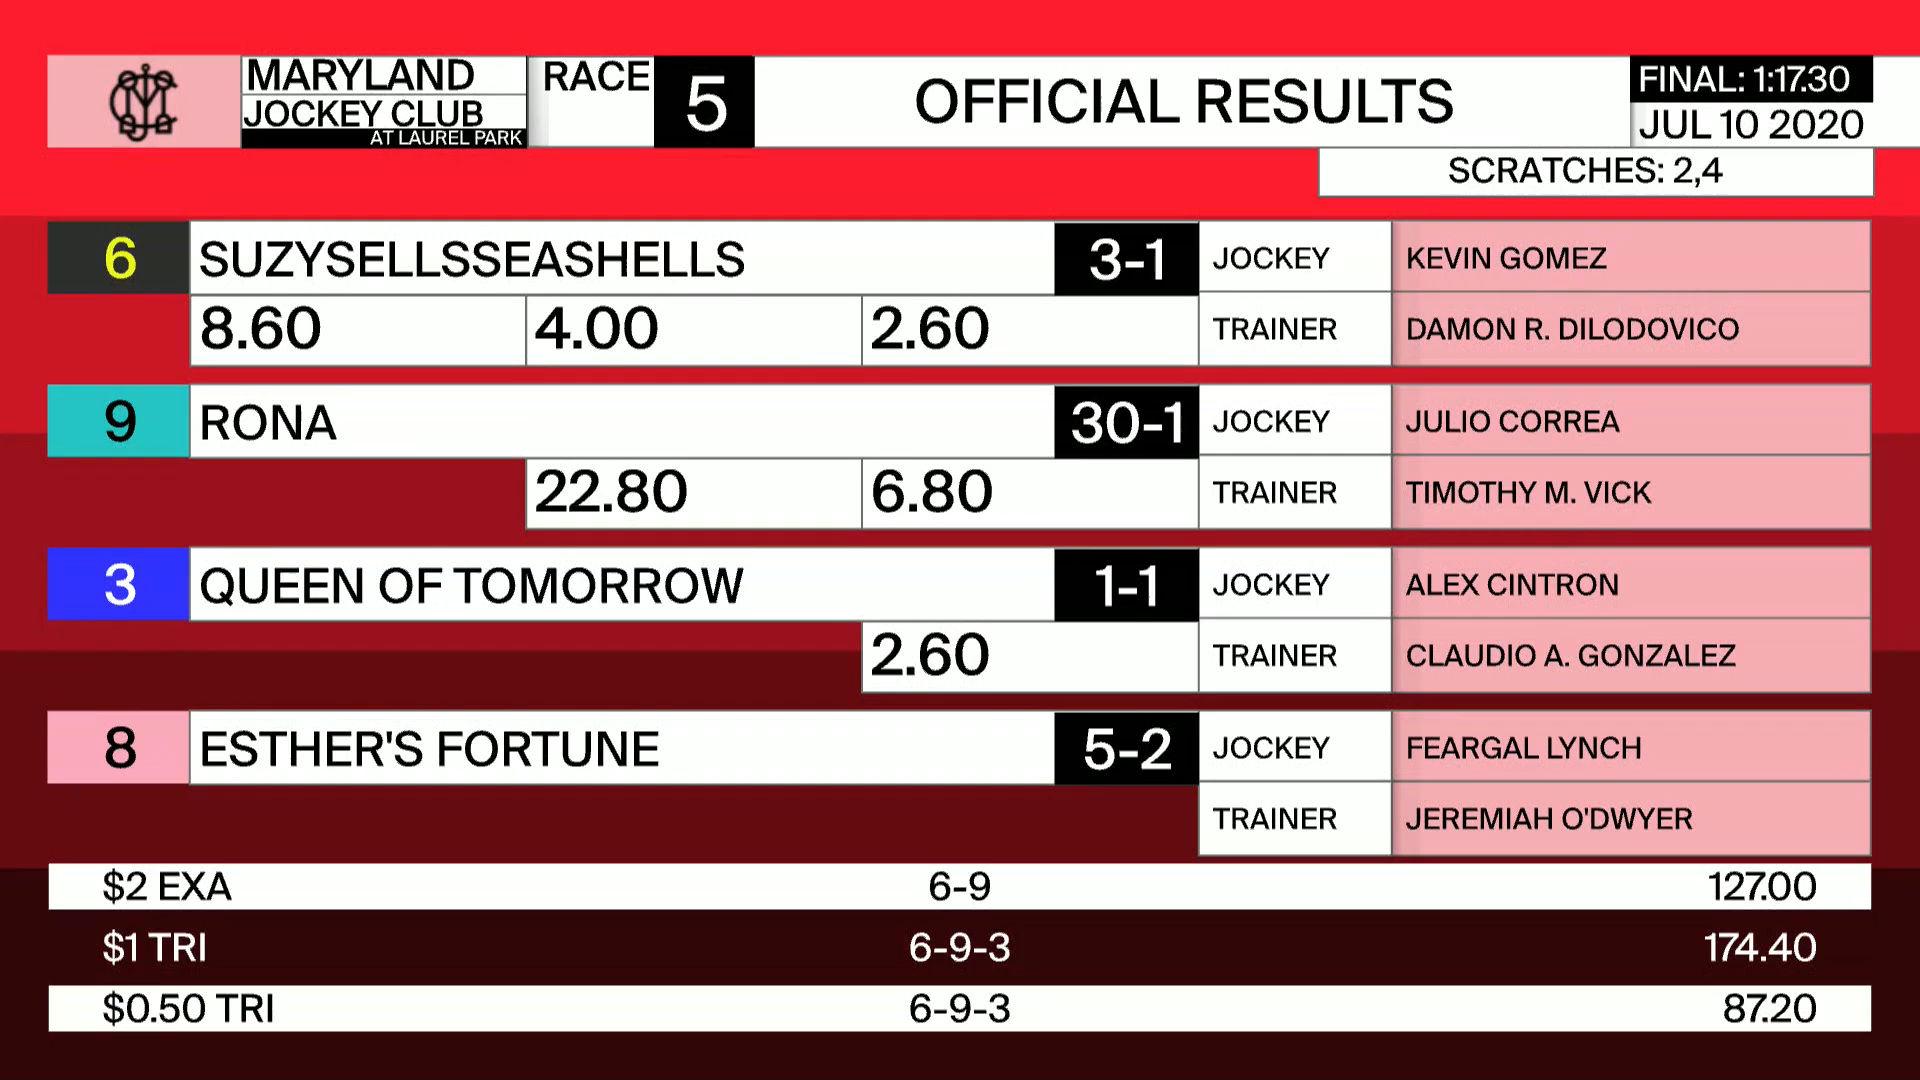 MARYLAND
JOCKEY CLUB
AT LAUREL PARK
RACE 5
OFFICIAL RESULTS
FINAL: 1:17.30
JUL 10 2020
SCRATCHES: 2,4
6 SUZYSELLSSEASHELLS 3-1 JOCKEY KEVIN GOMEZ
8.60 4.00 2.60 TRAINER DAMON R. DILODOVICO
9 RONA 30-1 JOCKEY JULIO CORREA
22.80 6.80 TRAINER TIMOTHY M. VICK
3 QUEEN OF TOMORROW 1-1 JOCKEY ALEX CINTRON
2.60 TRAINER CLAUDIO A. GONZALEZ
8 ESTHER'S FORTUNE 5-2 JOCKEY FEARGAL LYNCH
TRAINER JEREMIAH O'DWYER
$2 EXA 6-9 127.00
$1 TRI 6-9-3 174.40
$0.50 TRI 6-9-3 87.20